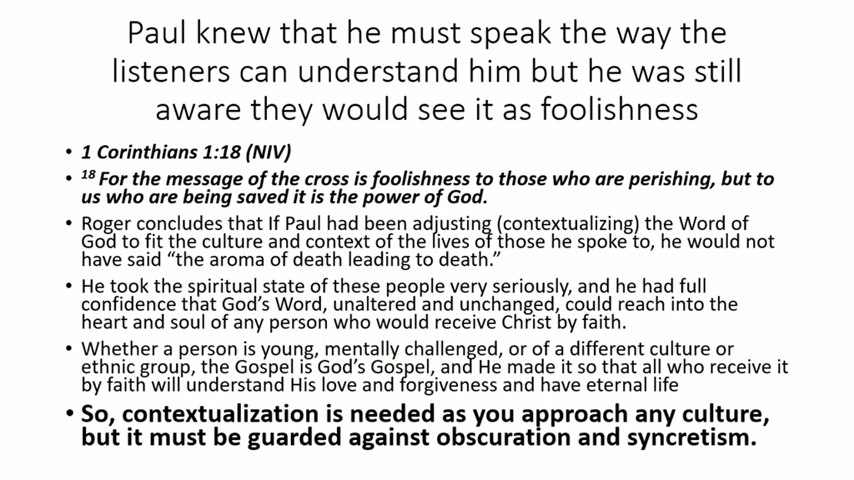 Paul knew that he must speak the way the
listeners can understand him but he was still
aware they would see it as foolishness
• 1 Corinthians 1:18 (NIV)
• 18 For the message of the cross is foolishness to those who are perishing, but to
us who are being saved it is the power of God.
• Roger concludes that If Paul had been adjusting (contextualizing) the Word of
God to fit the culture and context of the lives of those he spoke to, he would not
have said “the aroma of death leading to death.”
• He took the spiritual state of these people very seriously, and he had full
confidence that God’s Word, unaltered and unchanged, could reach into the
heart and soul of any person who would receive Christ by faith.
• Whether a person is young, mentally challenged, or of a different culture or
ethnic group, the Gospel is God’s Gospel, and He made it so that all who receive it
by faith will understand His love and forgiveness and have eternal life
• So, contextualization is needed as you approach any culture,
but it must be guarded against obscuration and syncretism.